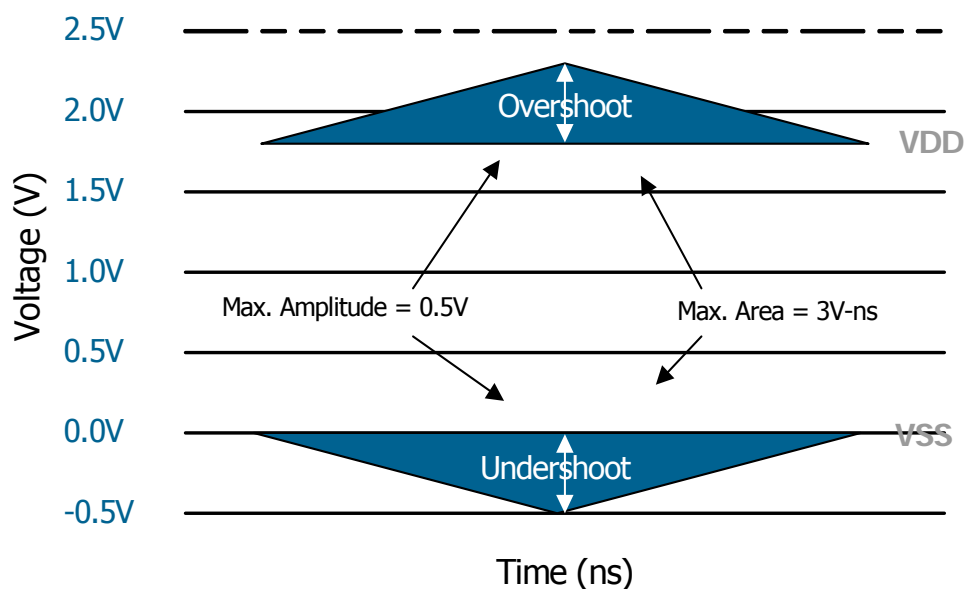 2.5V
Overshoot
2.0V
VDD
1.5V
1.0V
Voltage (V)
Max. Amplitude = 0.5V
Max. Area = 3V-ns
0.5V
0.0V
VSS
Undershoot
-0.5V
Time (ns)